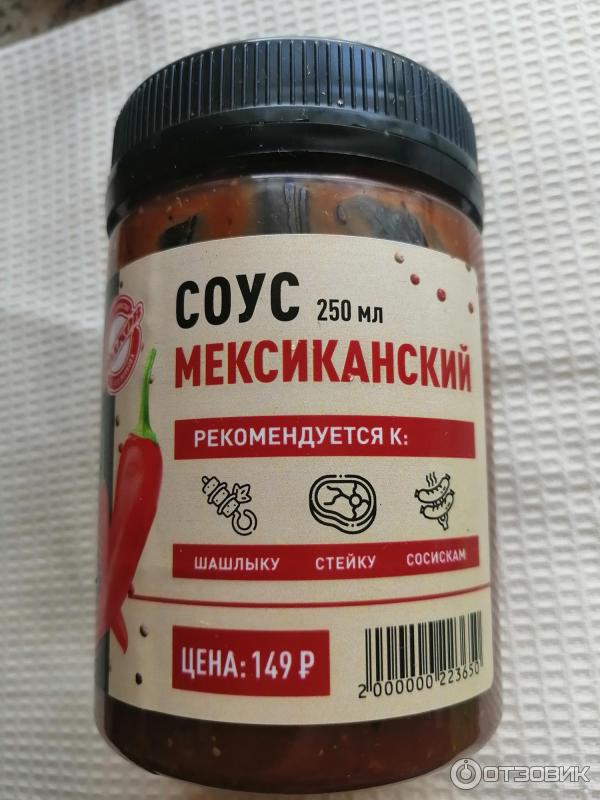 СОУС 250 мл
МЕКСИКАНСКИЙ
РЕКОМЕНДУЕТСЯ К:
ШАШЛЫКУ СТЕЙКУ СОСИСКАМ
ЦЕНА: 149 ₽
2 000000 223650
ОТЗОВИК